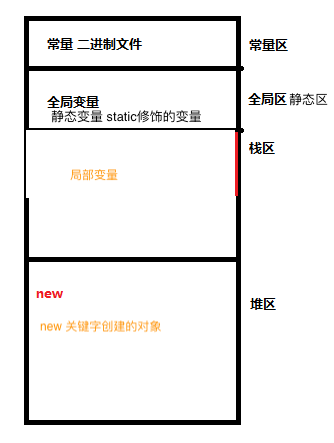 常量 二进制文件
常量区
全局变量
静态变量 static修饰的变量
全局区 静态区
栈区
局部变量
new
new 关键字创建的对象
堆区